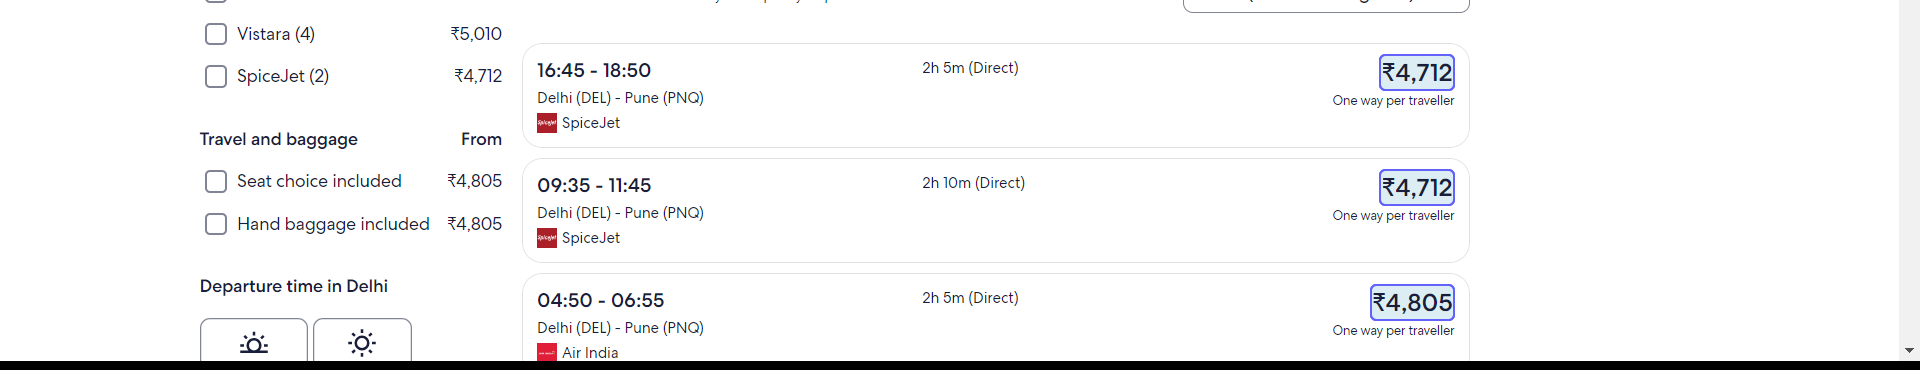 Vistara (4) ₹5,010
SpiceJet (2) ₹4,712
Travel and baggage From
Seat choice included ₹4,805
Hand baggage included ₹4,805
Departure time in Delhi
16:45 - 18:50 2h 5m (Direct) ₹4,712
Delhi (DEL) - Pune (PNQ) One way per traveller
SpiceJet
09:35 - 11:45 2h 10m (Direct) ₹4,712
Delhi (DEL) - Pune (PNQ) One way per traveller
SpiceJet
04:50 - 06:55 2h 5m (Direct) ₹4,805
Delhi (DEL) - Pune (PNQ) One way per traveller
Air India